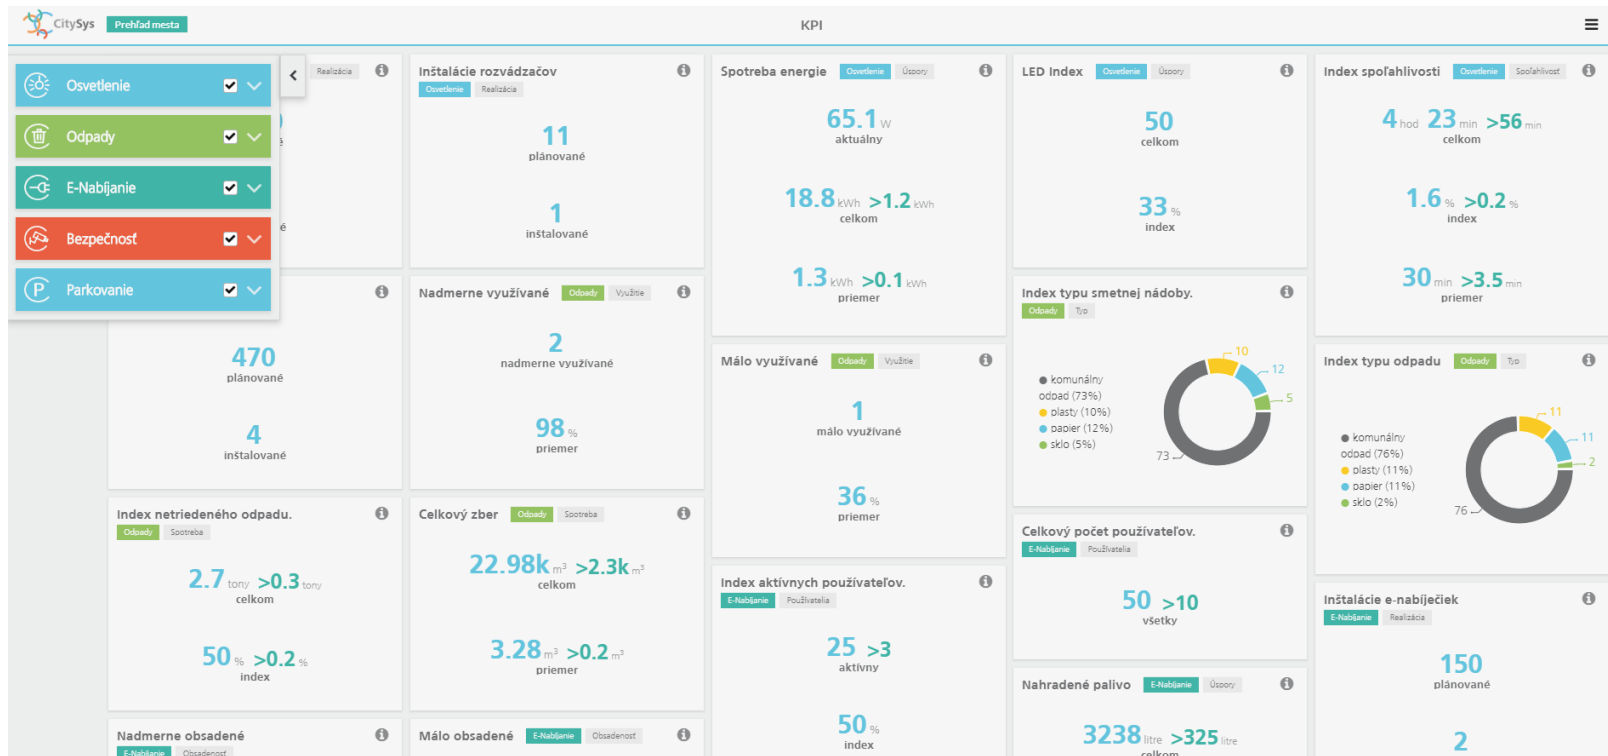 CitySys Prehľad mesta
KPI
Osvetlenie
Odpady
E-Nabíjanie
Bezpečnosť
Parkovanie
Realizácia
470
plánované
4
inštalované
Index netriedeného odpadu.
Odpady Spotreba
2.7 tony >0.3 tony
celkom
50 % >0.2 %
index
Nadmerne obsadené
E-Nabíjanie Obsadenosť
Inštalácie rozvádzačov
Osvetlenie Realizácia
11
plánované
1
inštalované
Nadmerne využívané Odpady Využitie
2
nadmerne využívané
98 %
priemer
Celkový zber Odpady Spotreba
22.98k m³ >2.3k m³
celkom
3.28 m³ >0.2 m³
priemer
Málo obsadené E-Nabíjanie Obsadenosť
Spotreba energie Osvetlenie Úspory
65.1 W
aktuálny
18.8 kWh >1.2 kWh
celkom
1.3 kWh >0.1 kWh
priemer
Málo využívané Odpady Využitie
1
málo využívané
36 %
priemer
Index aktívnych používateľov.
E-Nabíjanie Používatelia
25 >3
aktívny
50 %
index
LED Index Osvetlenie Úspory
50
celkom
33 %
index
Index typu smetnej nádoby.
Odpady Typ
komunálny
odpad (73%)
plasty (10%)
papier (12%)
sklo (5%)
10
12
5
73
Celkový počet používateľov.
E-Nabíjanie Používatelia
50 >10
všetky
Nahradené palivo E-Nabíjanie Úspory
3238 litre >325 litre
celkom
Index spoľahlivosti Osvetlenie Spoľahlivosť
4 hod 23 min >56 min
celkom
1.6 % >0.2 %
index
30 min >3.5 min
priemer
Index typu odpadu Odpady Typ
komunálny
odpad (76%)
plasty (11%)
papier (11%)
sklo (2%)
11
11
2
76
Inštalácie e-nabíječiek
E-Nabíjanie Realizácia
150
plánované
2